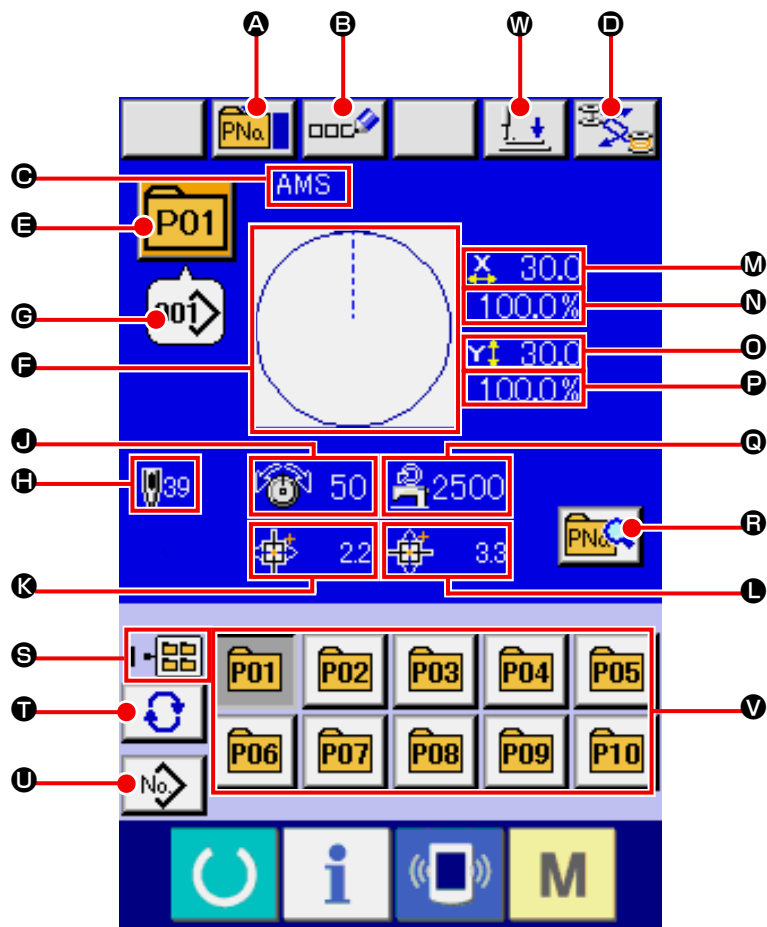 A B W D
PNo.
C AMS
E P01
M X 30.0
N 100.0%
G 001
F
O Y 30.0
P 100.0%
J 50
Q 2500
H 39
R PNo.
K 2.2
L 3.3
S
P01 P02 P03 P04 P05
T
V
P06 P07 P08 P09 P10
U No.
i M